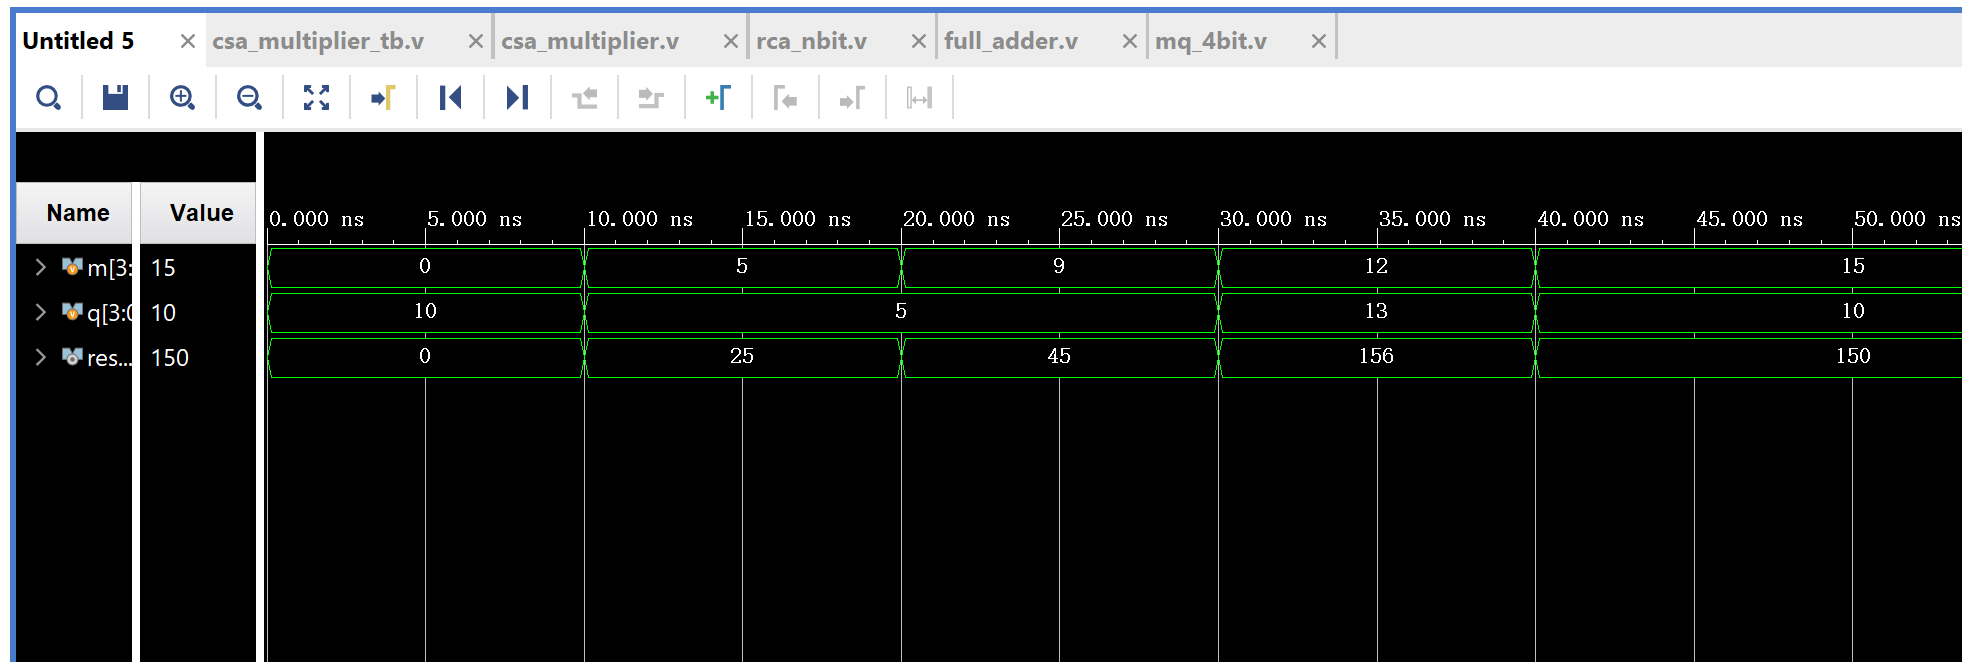 Untitled 5 csa_multiplier_tb.v csa_multiplier.v rca_nbit.v full_adder.v mq_4bit.v
Name Value 0.000 ns 5.000 ns 10.000 ns 15.000 ns 20.000 ns 25.000 ns 30.000 ns 35.000 ns 40.000 ns 45.000 ns 50.000 ns
m[3: 15 0 5 9 12 15
q[3:0 10 10 5 13 10
res... 150 0 25 45 156 150